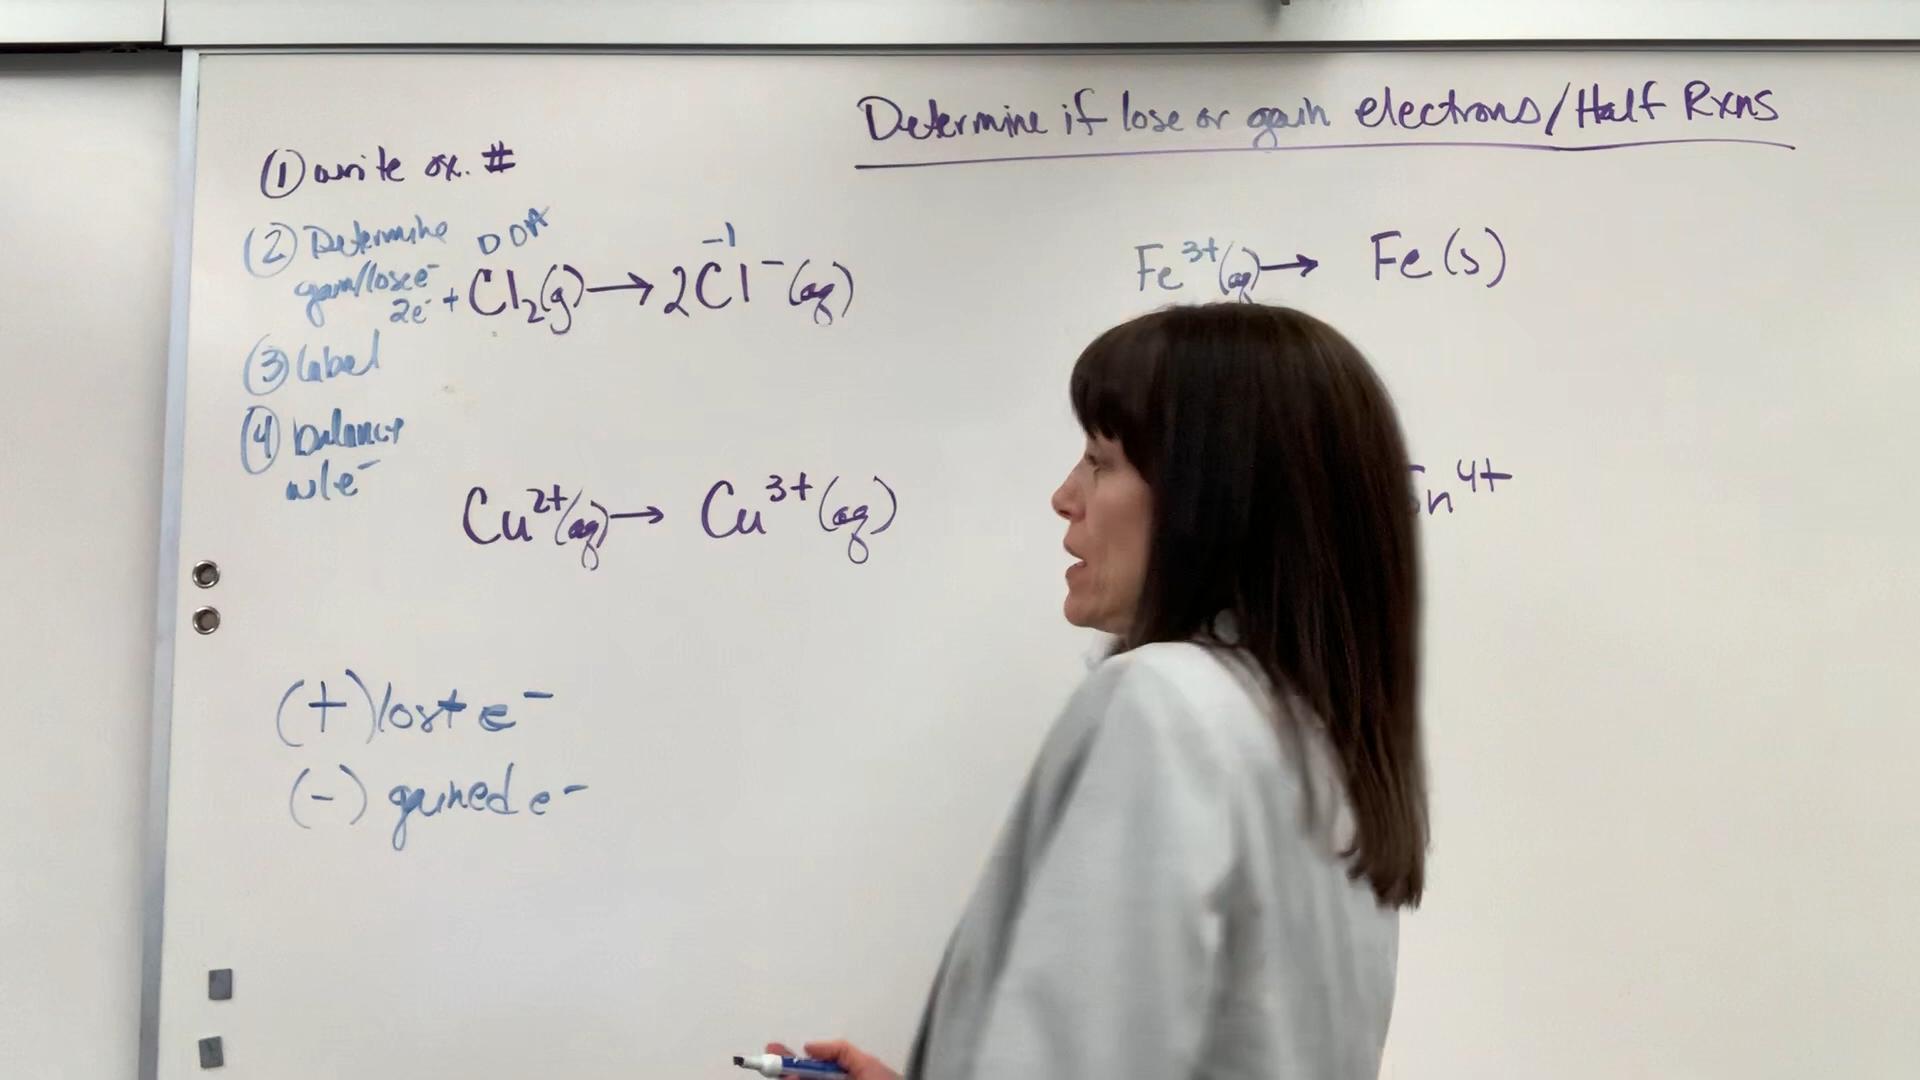 Determine if lose or gain electrons/Half Rxns
① write ox. #
② Determine
gain/lose e⁻
2e⁻ + Cl₂(g) → 2Cl⁻(aq)
0
-1
Fe³⁺(aq) → Fe(s)
③ label
④ balance
w/e⁻
Cu²⁺(aq) → Cu³⁺(aq)
n⁴⁺
(+) lost e⁻
(-) gained e⁻